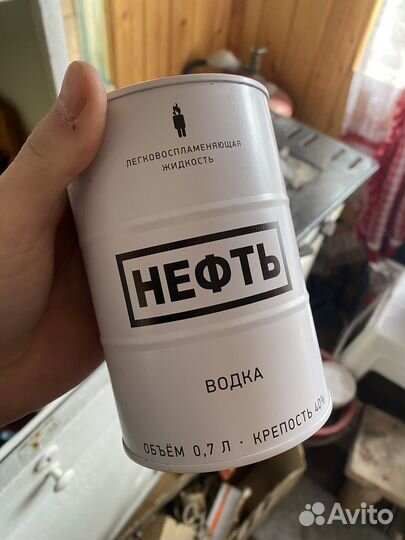 ЛЕГКОВОСПЛАМЕНЯЮЩАЯ
ЖИДКОСТЬ
НЕФТЬ
ВОДКА
ОБЪЁМ 0,7 Л · КРЕПОСТЬ 40%
Avito